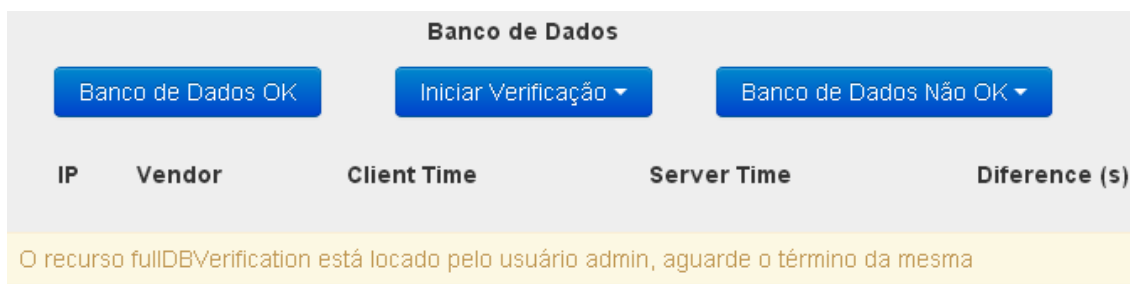 Banco de Dados
Banco de Dados OK Iniciar Verificação Banco de Dados Não OK
IP Vendor Client Time Server Time Diference (s)
O recurso fullDBVerification está locado pelo usuário admin, aguarde o término da mesma